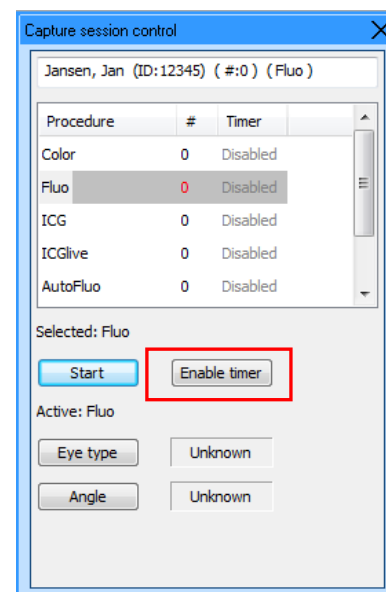 Capture session control
Jansen, Jan (ID:12345) ( #:0 ) ( Fluo )
Procedure # Timer
Color 0 Disabled
Fluo 0 Disabled
ICG 0 Disabled
ICGlive 0 Disabled
AutoFluo 0 Disabled
Selected: Fluo
Start Enable timer
Active: Fluo
Eye type Unknown
Angle Unknown